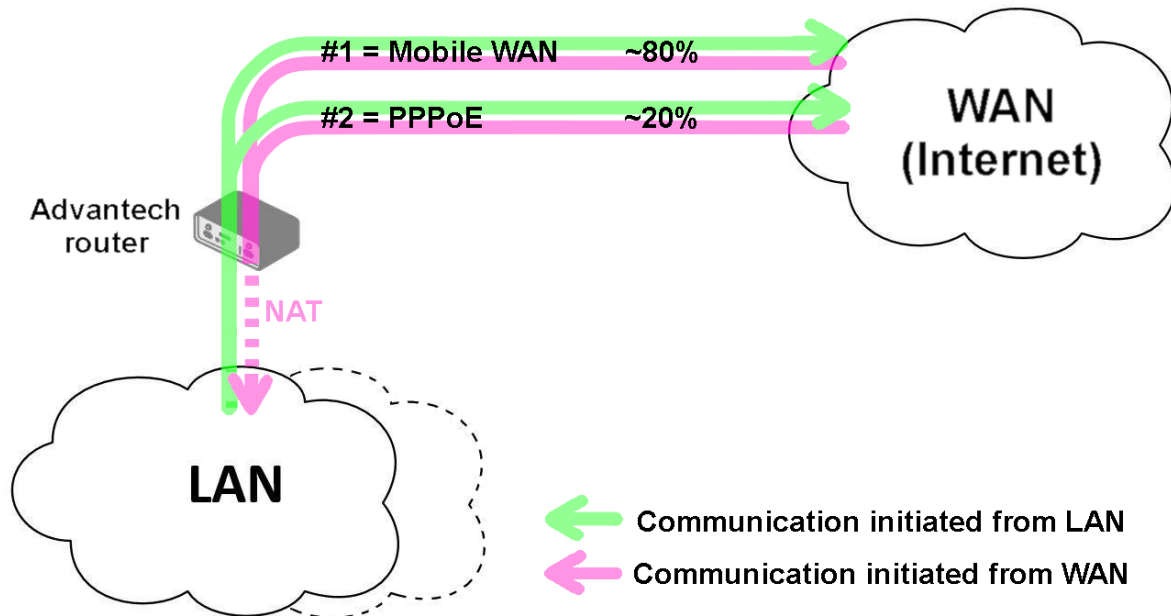 #1 = Mobile WAN ~80%
#2 = PPPoE ~20%
WAN
(Internet)
Advantech
router
NAT
LAN
Communication initiated from LAN
Communication initiated from WAN